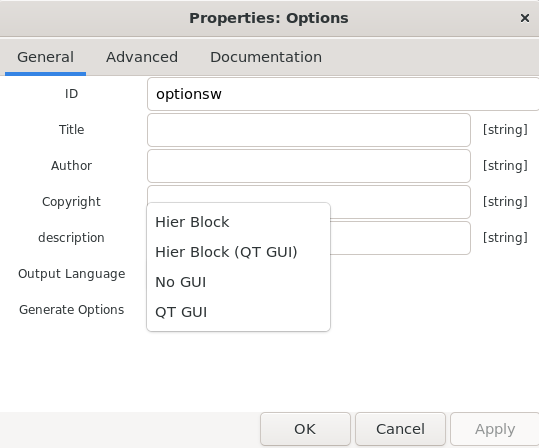 Properties: Options ×
General Advanced Documentation
ID optionsw
Title [string]
Author [string]
Copyright [string]
description [string]
Output Language
Generate Options
Hier Block
Hier Block (QT GUI)
No GUI
QT GUI
OK Cancel Apply